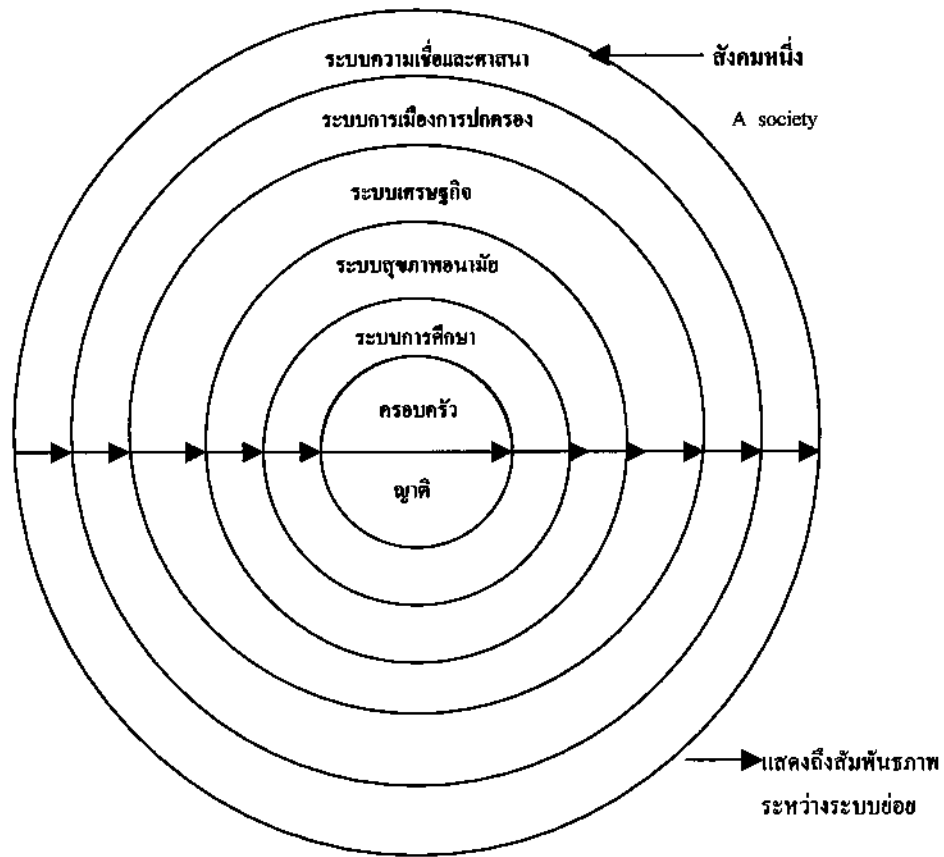 ระบบความเชื่อและศาสนา
สังคมหนึ่ง
A society
ระบบการเมืองการปกครอง
ระบบเศรษฐกิจ
ระบบสุขภาพอนามัย
ระบบการศึกษา
ครอบครัว
ญาติ
แสดงถึงสัมพันธภาพ
ระหว่างระบบย่อย